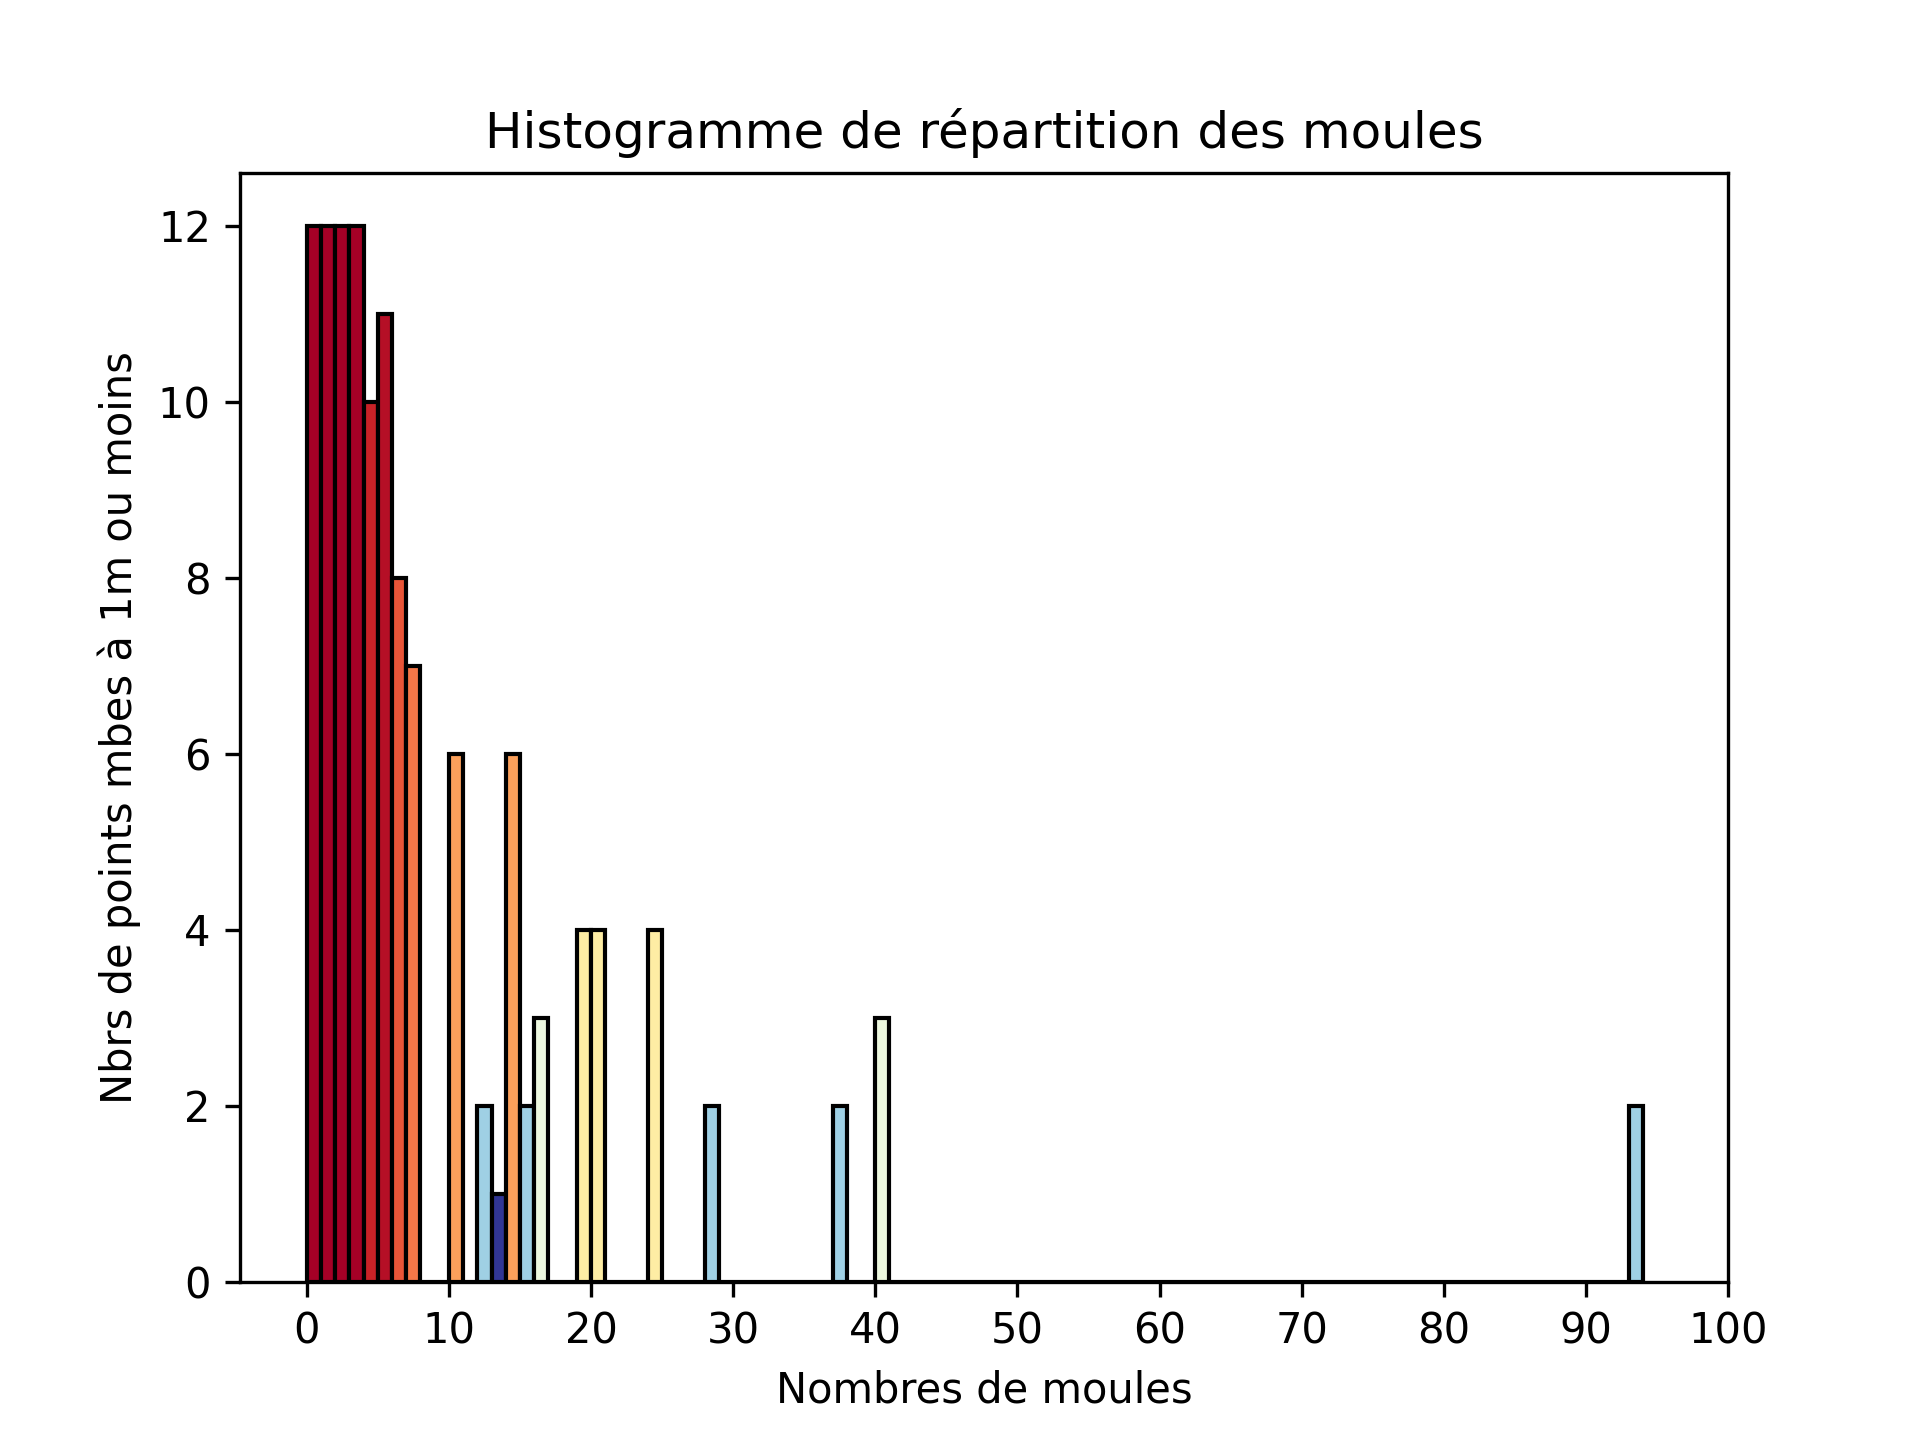 Histogramme de répartition des moules
12
10
8
6
4
2
0
Nbrs de points mbes à 1m ou moins
0 10 20 30 40 50 60 70 80 90 100
Nombres de moules